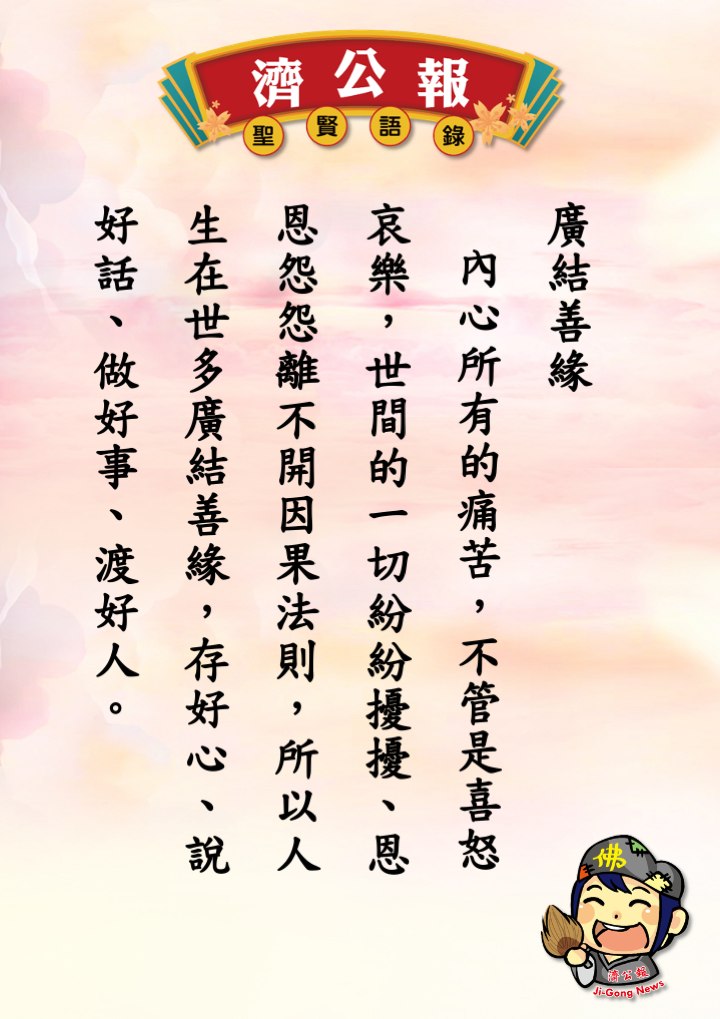 濟公報
聖賢語錄
廣結善緣
內心所有的痛苦，不管是喜怒
哀樂，世間的一切紛紛擾擾、恩
恩怨怨離不開因果法則，所以人
生在世多廣結善緣，存好心、說
好話、做好事、渡好人。
佛
濟公報
Ji-Gong News